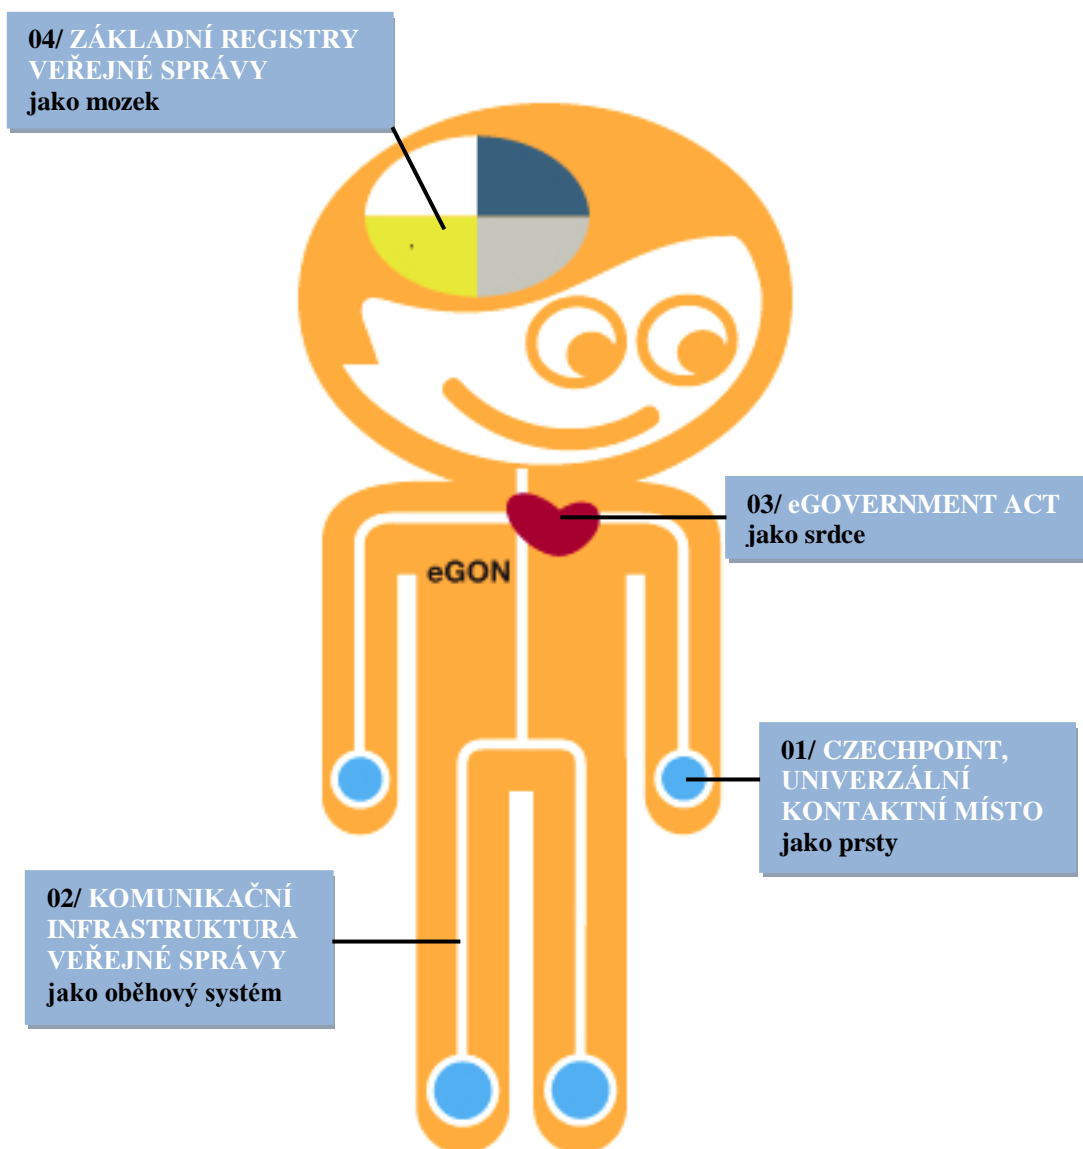 04/ ZÁKLADNÍ REGISTRY
VEŘEJNÉ SPRÁVY
jako mozek
03/ eGOVERNMENT ACT
jako srdce
eGON
01/ CZECHPOINT,
UNIVERZÁLNÍ
KONTAKTNÍ MÍSTO
jako prsty
02/ KOMUNIKAČNÍ
INFRASTRUKTURA
VEŘEJNÉ SPRÁVY
jako oběhový systém